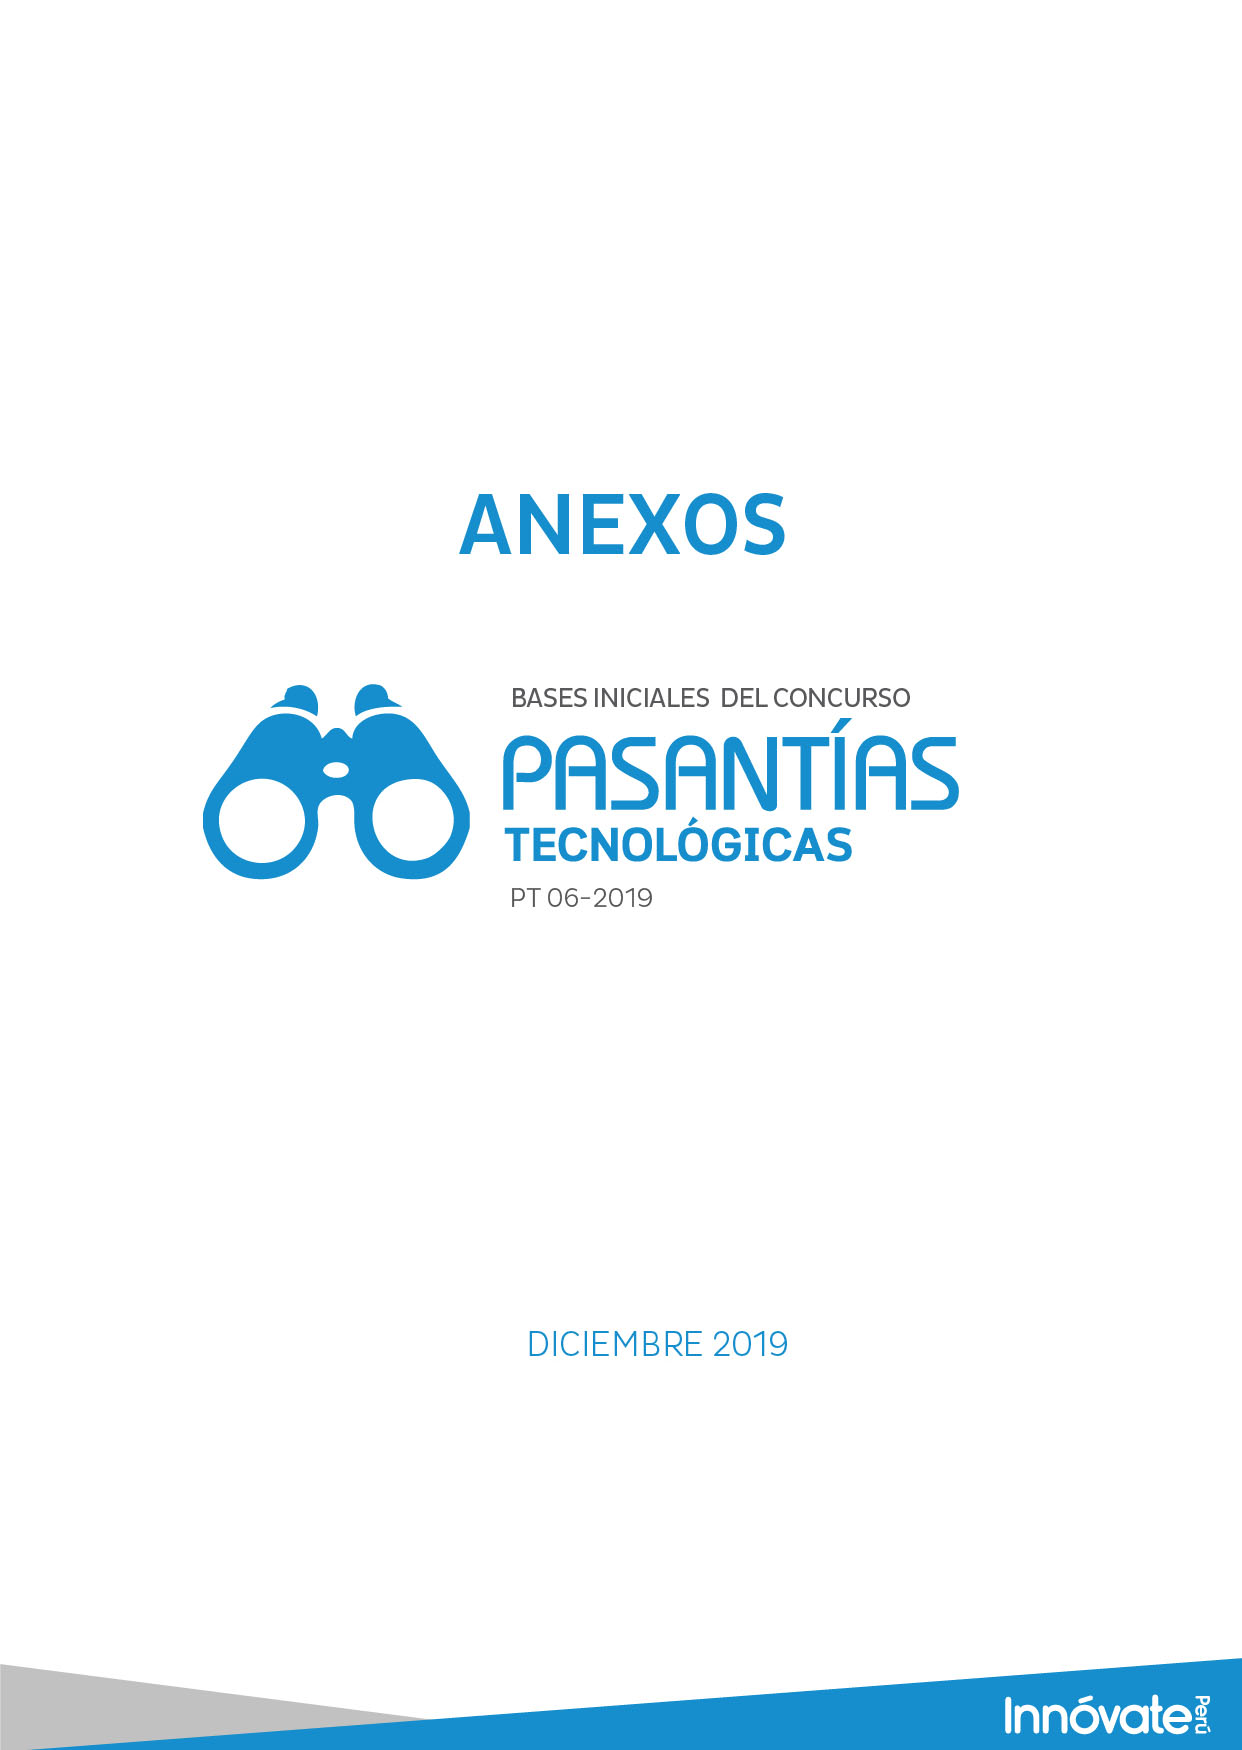 ANEXOS
BASES INICIALES DEL CONCURSO
PASANTÍAS
TECNOLÓGICAS
PT 06-2019
DICIEMBRE 2019
Innóvate Perú